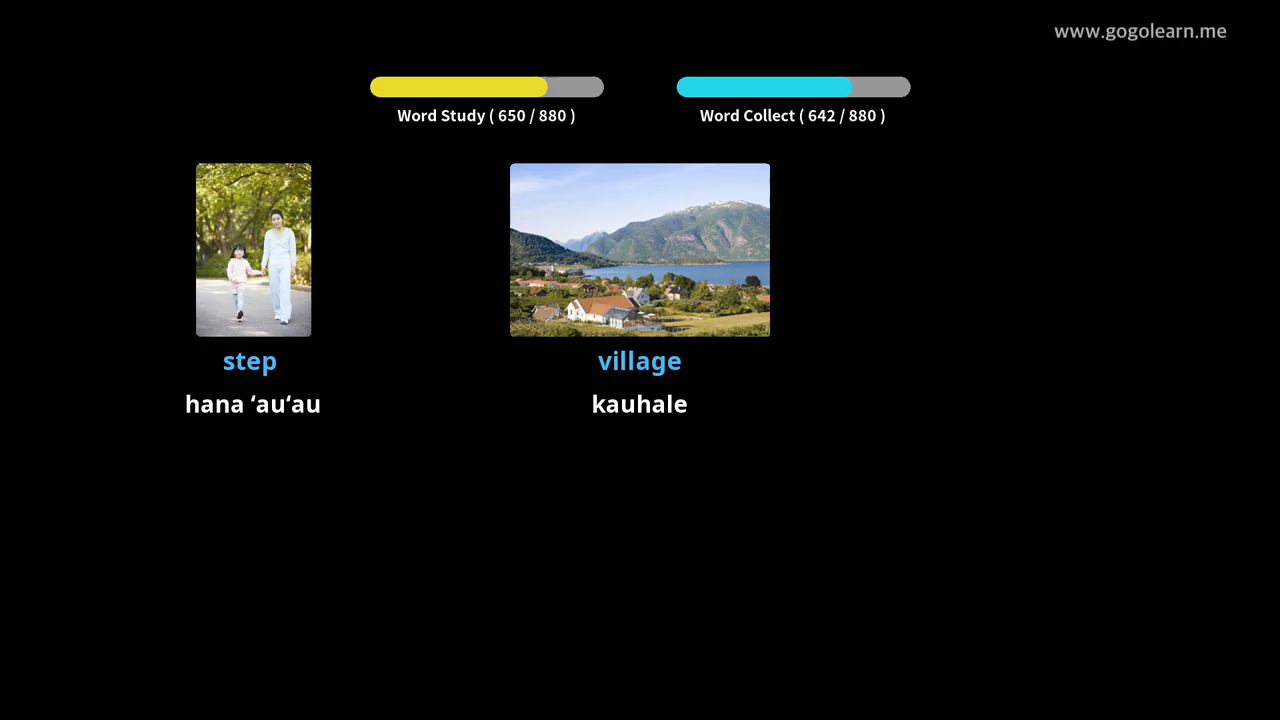 www.gogolearn.me
Word Study ( 650 / 880 )
Word Collect ( 642 / 880 )
step
village
hana ʻauʻau
kauhale